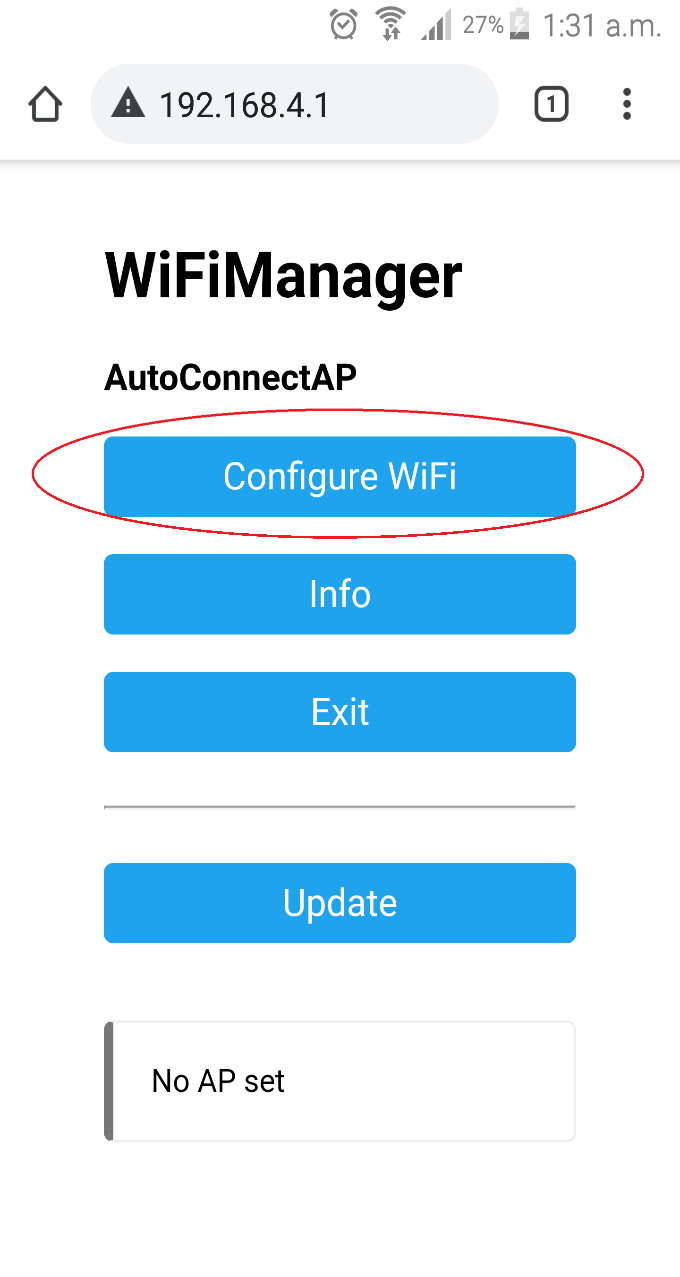 27% 1:31 a.m.
192.168.4.1 1
WiFiManager
AutoConnectAP
Configure WiFi
Info
Exit
Update
No AP set